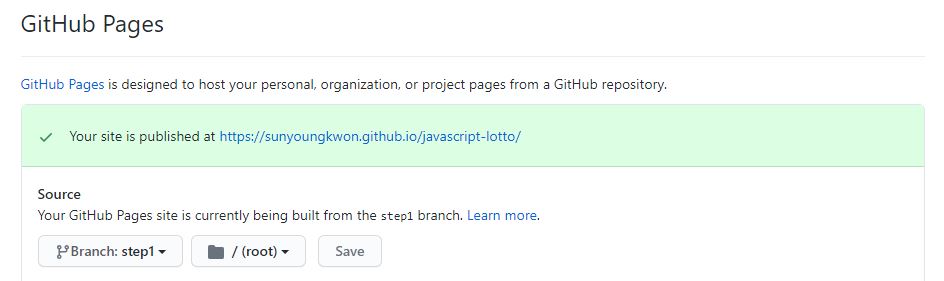 GitHub Pages
GitHub Pages is designed to host your personal, organization, or project pages from a GitHub repository.
Your site is published at https://sunyoungkwon.github.io/javascript-lotto/
Source
Your GitHub Pages site is currently being built from the step1 branch. Learn more.
Branch: step1 / (root) Save